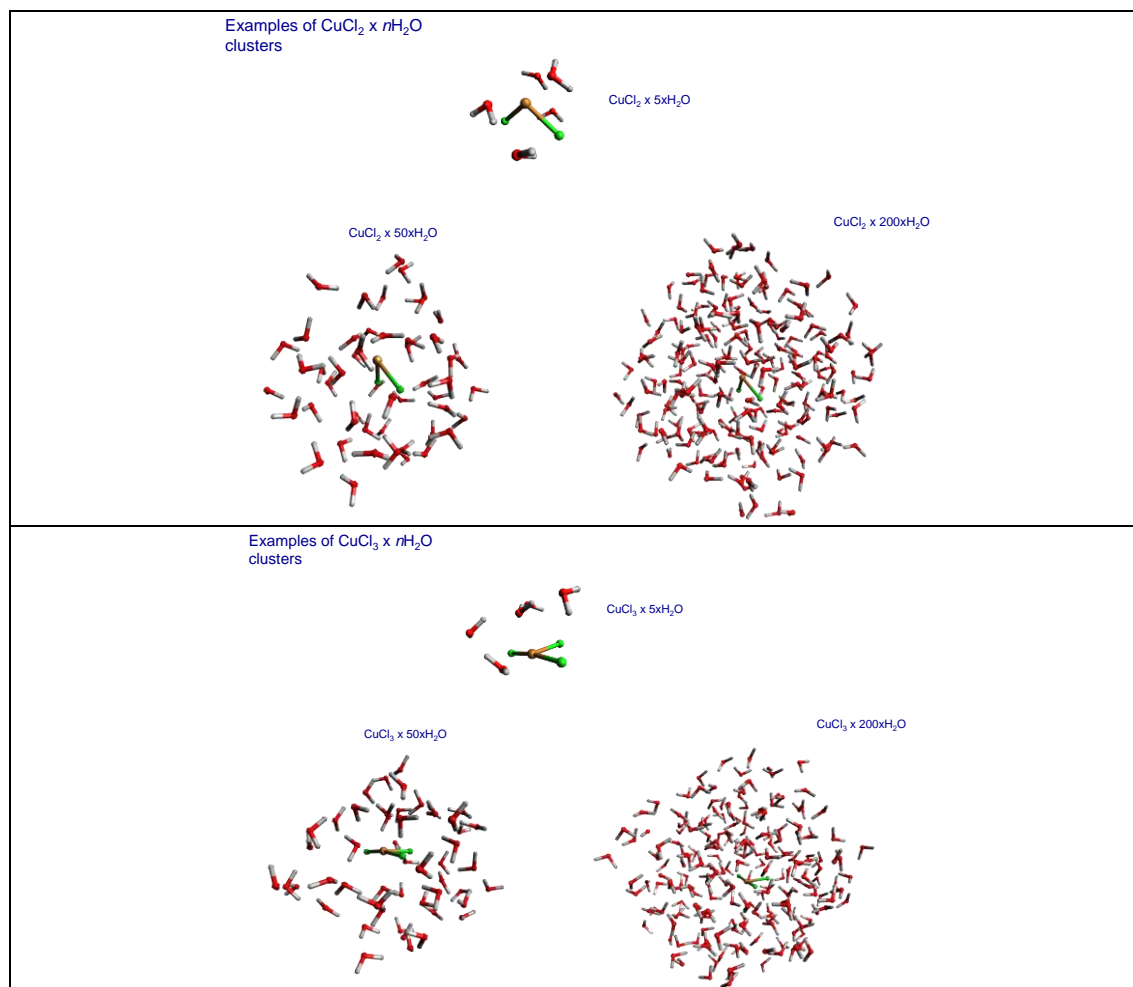 Examples of CuCl₂ x nH₂O
clusters
CuCl₂ x 5xH₂O
CuCl₂ x 50xH₂O
CuCl₂ x 200xH₂O
Examples of CuCl₃ x nH₂O
clusters
CuCl₃ x 5xH₂O
CuCl₃ x 50xH₂O
CuCl₃ x 200xH₂O